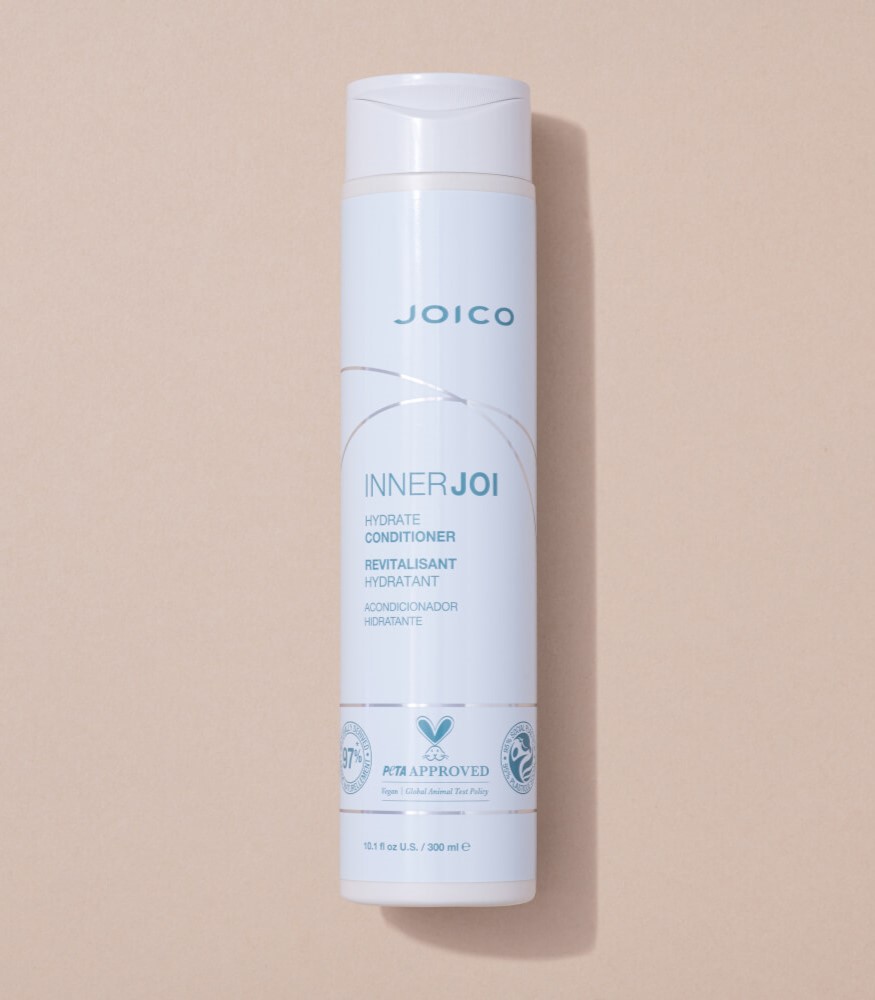 JOICO
INNERJOI
HYDRATE
CONDITIONER
REVITALISANT
HYDRATANT
ACONDICIONADOR
HIDRATANTE
97%
PeTA APPROVED
Vegan | Global Animal Test Policy
10.1 fl oz U.S. / 300 ml ℮